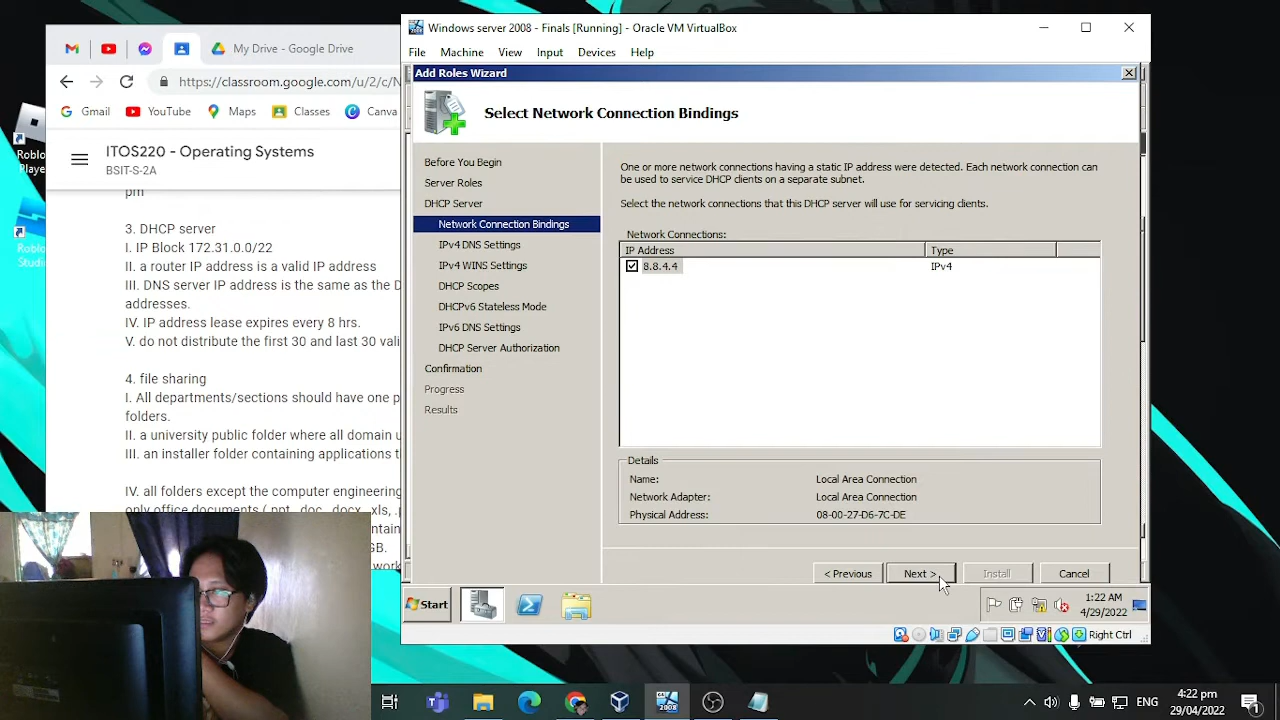 Windows server 2008 - Finals [Running] - Oracle VM VirtualBox
File Machine View Input Devices Help
My Drive - Google Drive
https://classroom.google.com/u/2/c/N
Gmail YouTube Maps Classes Canva
ITOS220 - Operating Systems
BSIT-S-2A
pm
3. DHCP server
I. IP Block 172.31.0.0/22
II. a router IP address is a valid IP address
III. DNS server IP address is the same as the D
addresses.
IV. IP address lease expires every 8 hrs.
V. do not distribute the first 30 and last 30 vali
4. file sharing
I. All departments/sections should have one p
folders.
II. a university public folder where all domain u
III. an installer folder containing applications t
IV. all folders except the computer engineering
only office documents (.ppt, .doc, .docx, .xls, .p
Roblo
Player
Roblo
Studi
Add Roles Wizard
Select Network Connection Bindings
Before You Begin
Server Roles
DHCP Server
Network Connection Bindings
IPv4 DNS Settings
IPv4 WINS Settings
DHCP Scopes
DHCPv6 Stateless Mode
IPv6 DNS Settings
DHCP Server Authorization
Confirmation
Progress
Results
One or more network connections having a static IP address were detected. Each network connection can
be used to service DHCP clients on a separate subnet.
Select the network connections that this DHCP server will use for servicing clients.
Network Connections:
IP Address Type
8.8.4.4 IPv4
Details
Name: Local Area Connection
Network Adapter: Local Area Connection
Physical Address: 08-00-27-D6-7C-DE
< Previous Next > Install Cancel
Start
1:22 AM
4/29/2022
Right Ctrl
ENG
4:22 pm
29/04/2022